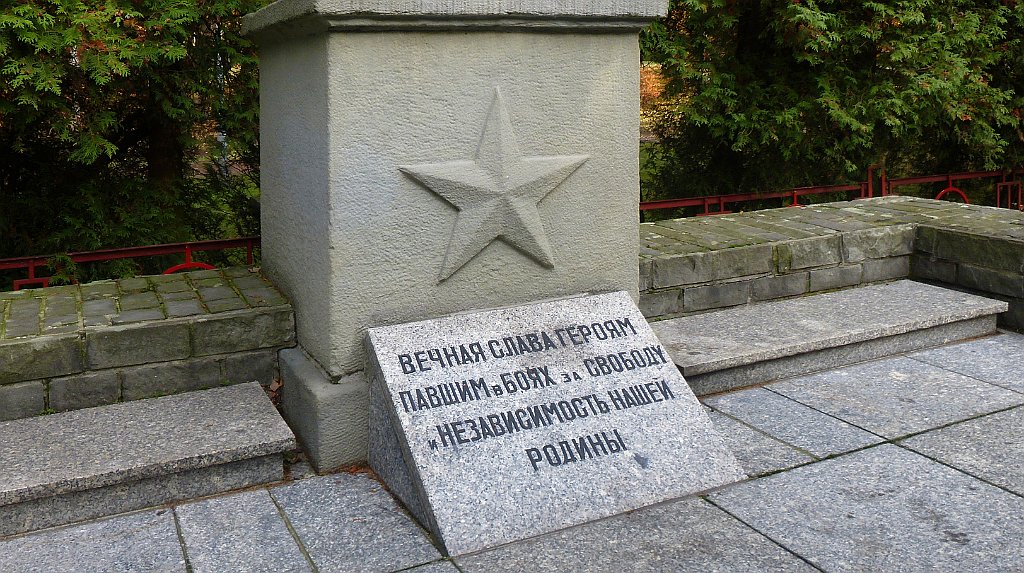 ВЕЧНАЯ СЛАВА ГЕРОЯМ
ПАВШИМ в БОЯХ за СВОБОДУ
и НЕЗАВИСИМОСТЬ НАШЕЙ
РОДИНЫ